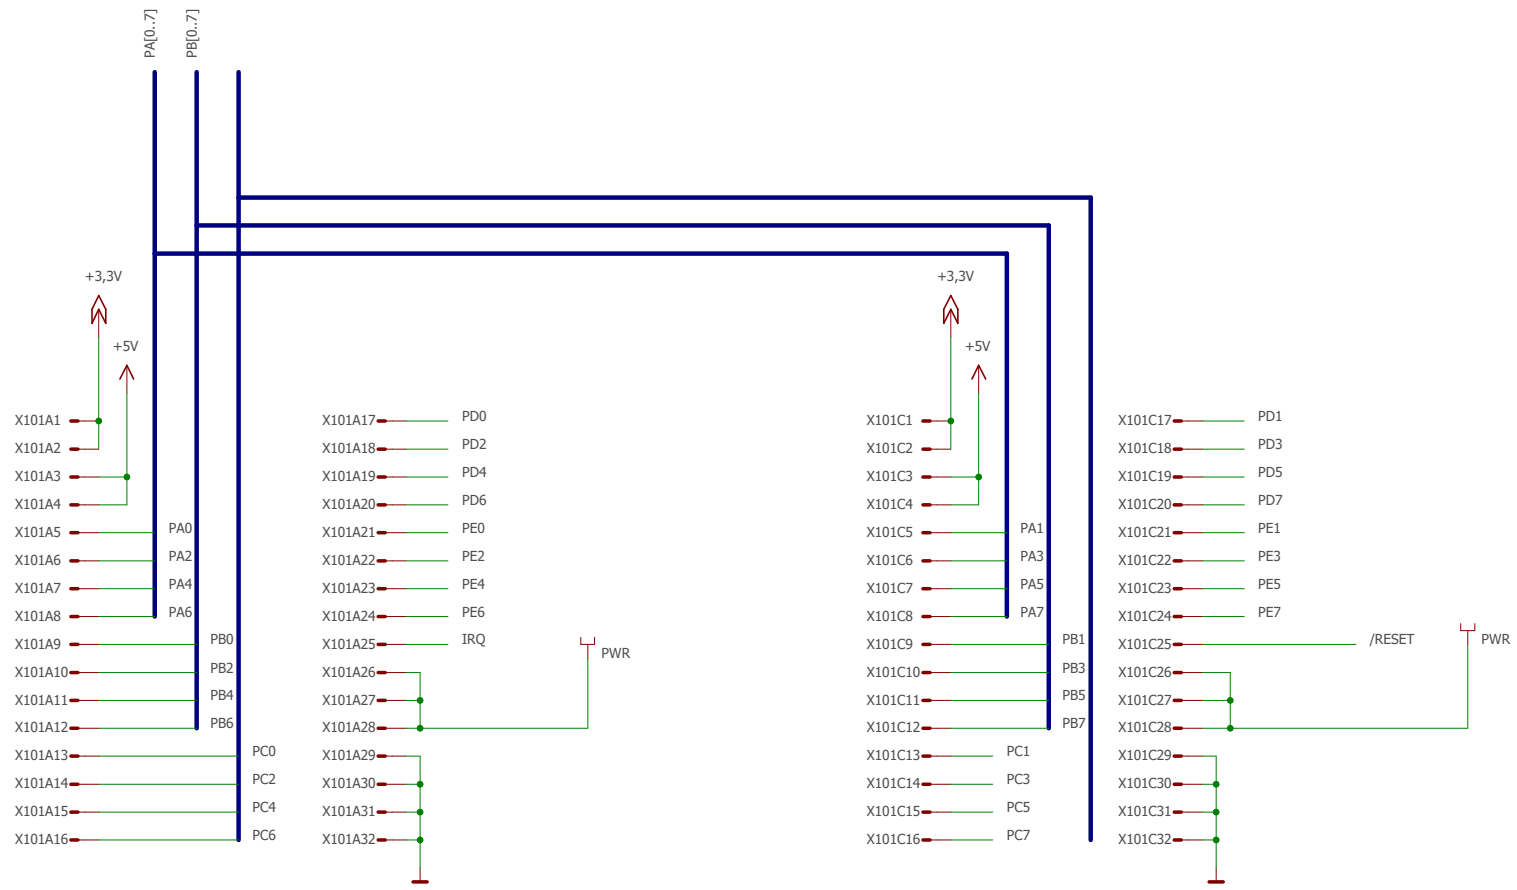 PA[0..7]
PB[0..7]
+3,3V
+5V
X101A1
X101A2
X101A3
X101A4
X101A5 PA0
X101A6 PA2
X101A7 PA4
X101A8 PA6
X101A9 PB0
X101A10 PB2
X101A11 PB4
X101A12 PB6
X101A13 PC0
X101A14 PC2
X101A15 PC4
X101A16 PC6
X101A17 PD0
X101A18 PD2
X101A19 PD4
X101A20 PD6
X101A21 PE0
X101A22 PE2
X101A23 PE4
X101A24 PE6
X101A25 IRQ
PWR
X101A26
X101A27
X101A28
X101A29
X101A30
X101A31
X101A32
+3,3V
+5V
X101C1
X101C2
X101C3
X101C4
X101C5 PA1
X101C6 PA3
X101C7 PA5
X101C8 PA7
X101C9 PB1
X101C10 PB3
X101C11 PB5
X101C12 PB7
X101C13 PC1
X101C14 PC3
X101C15 PC5
X101C16 PC7
X101C17 PD1
X101C18 PD3
X101C19 PD5
X101C20 PD7
X101C21 PE1
X101C22 PE3
X101C23 PE5
X101C24 PE7
X101C25 /RESET
PWR
X101C26
X101C27
X101C28
X101C29
X101C30
X101C31
X101C32